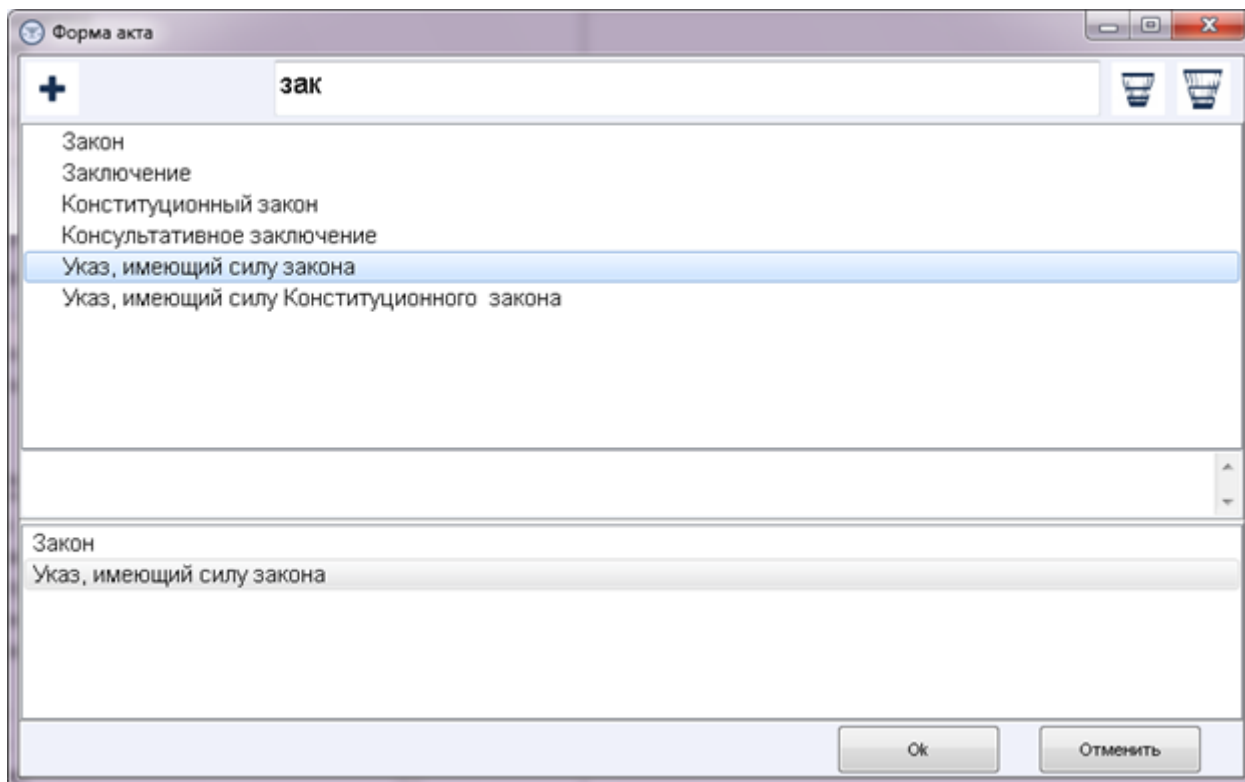 Форма акта
зак
Закон
Заключение
Конституционный закон
Консультативное заключение
Указ, имеющий силу закона
Указ, имеющий силу Конституционного  закона
Закон
Указ, имеющий силу закона
Ok
Отменить